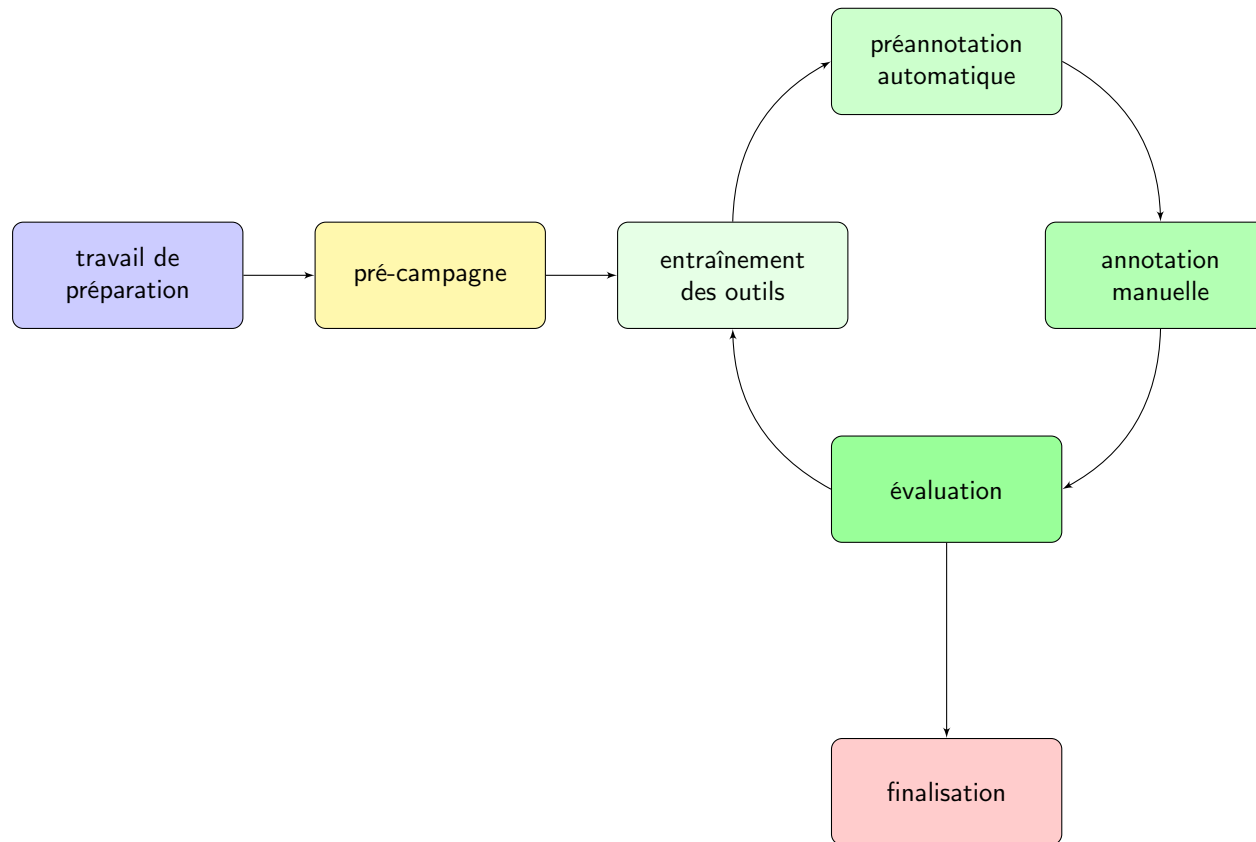 préannotation
automatique
travail de
préparation
pré-campagne
entraînement
des outils
annotation
manuelle
évaluation
finalisation